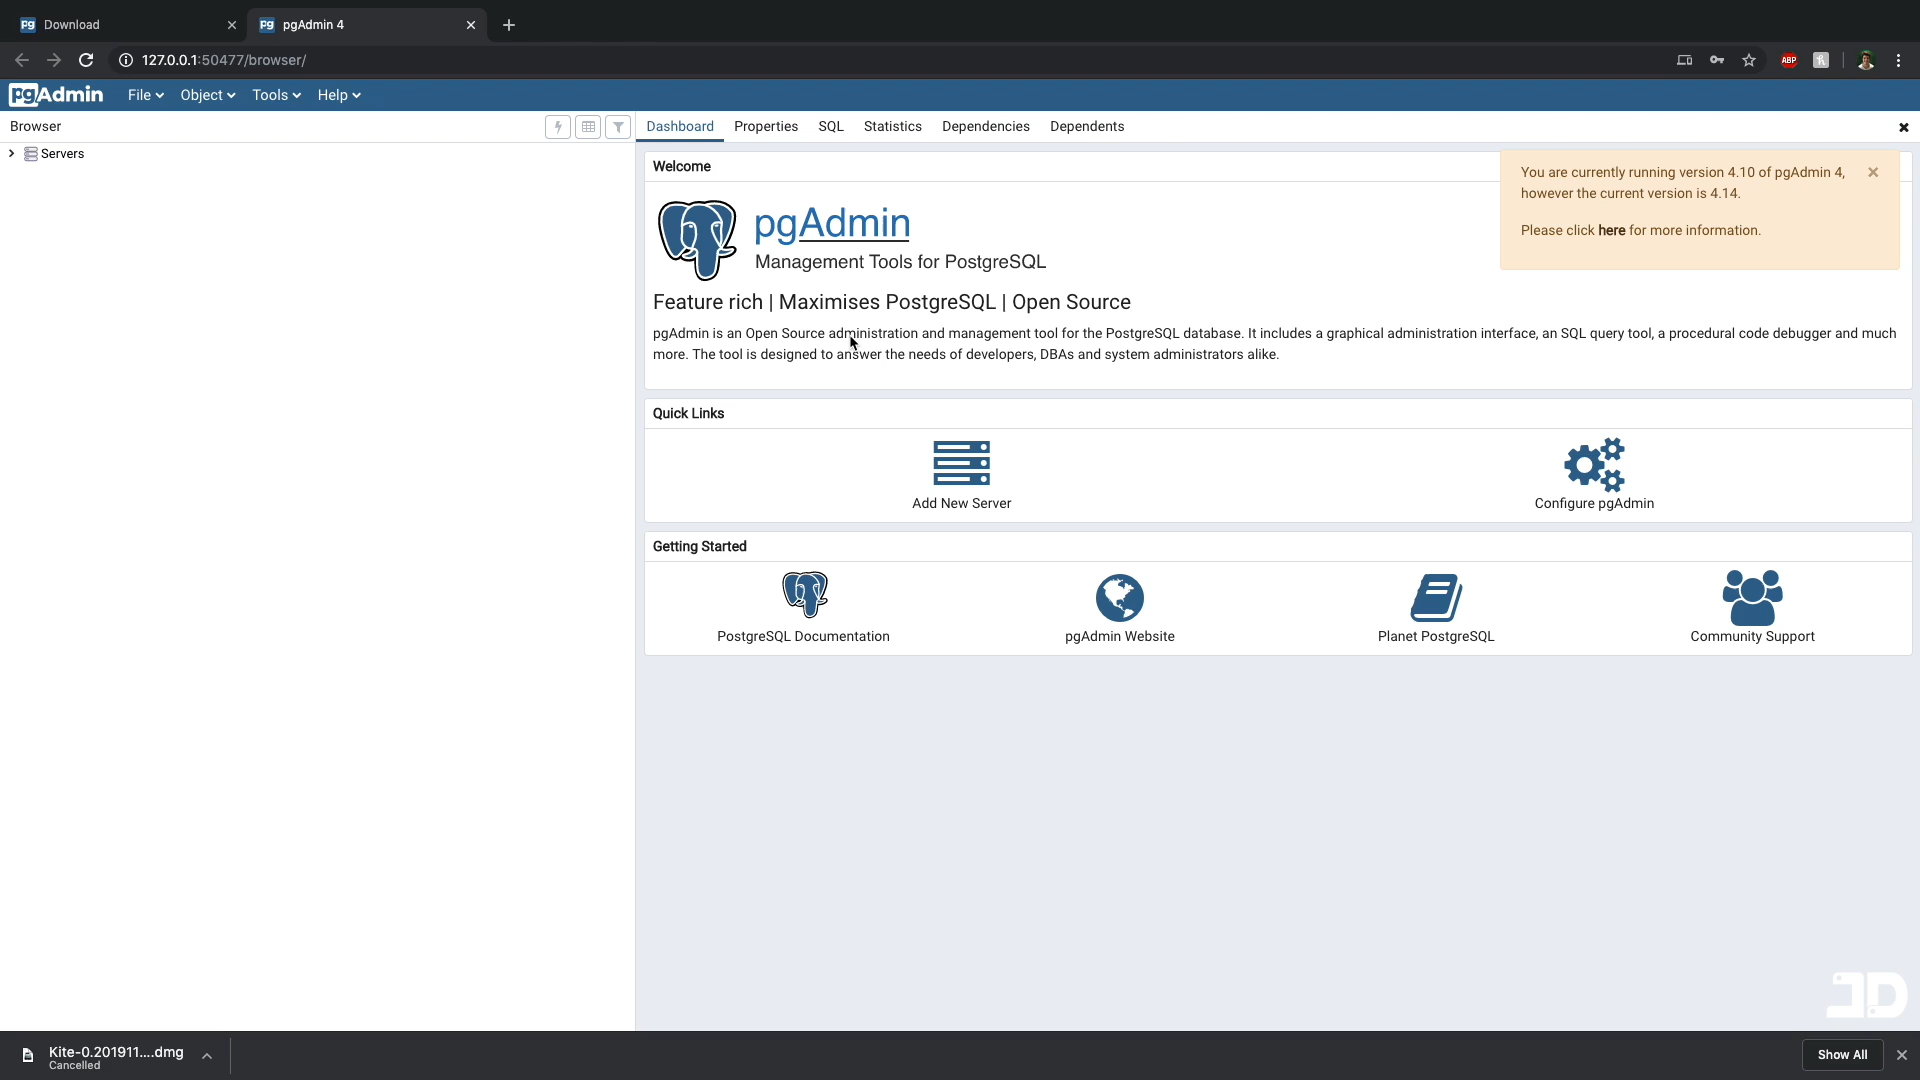 Download
pgAdmin 4
127.0.0.1:50477/browser/
ABP
pgAdmin
File
Object
Tools
Help
Browser
Dashboard
Properties
SQL
Statistics
Dependencies
Dependents
Servers
Welcome
You are currently running version 4.10 of pgAdmin 4,
however the current version is 4.14.
Please click here for more information.
pgAdmin
Management Tools for PostgreSQL
Feature rich | Maximises PostgreSQL | Open Source
pgAdmin is an Open Source administration and management tool for the PostgreSQL database. It includes a graphical administration interface, an SQL query tool, a procedural code debugger and much
more. The tool is designed to answer the needs of developers, DBAs and system administrators alike.
Quick Links
Add New Server
Configure pgAdmin
Getting Started
PostgreSQL Documentation
pgAdmin Website
Planet PostgreSQL
Community Support
Kite-0.201911....dmg
Cancelled
Show All